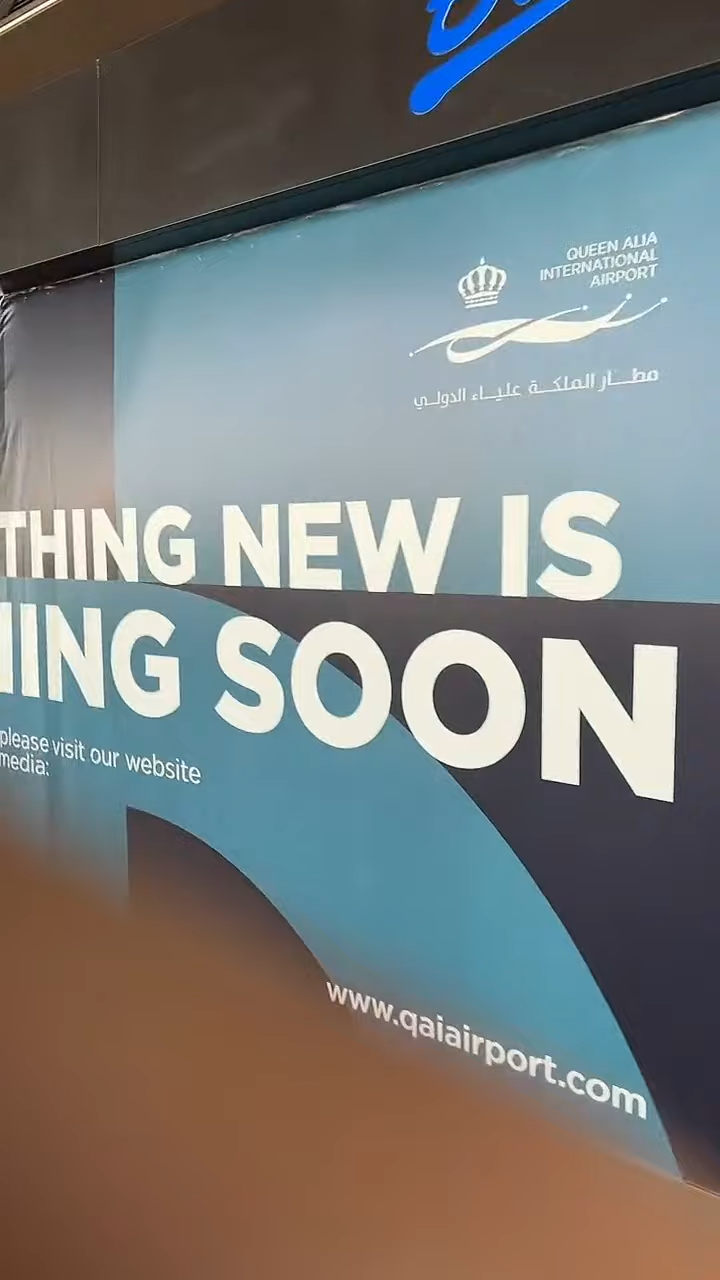 QUEEN ALIA
INTERNATIONAL
AIRPORT
مطار الملكة علياء الدولي
THING NEW IS
ING SOON
please visit our website
media:
www.qaiairport.com